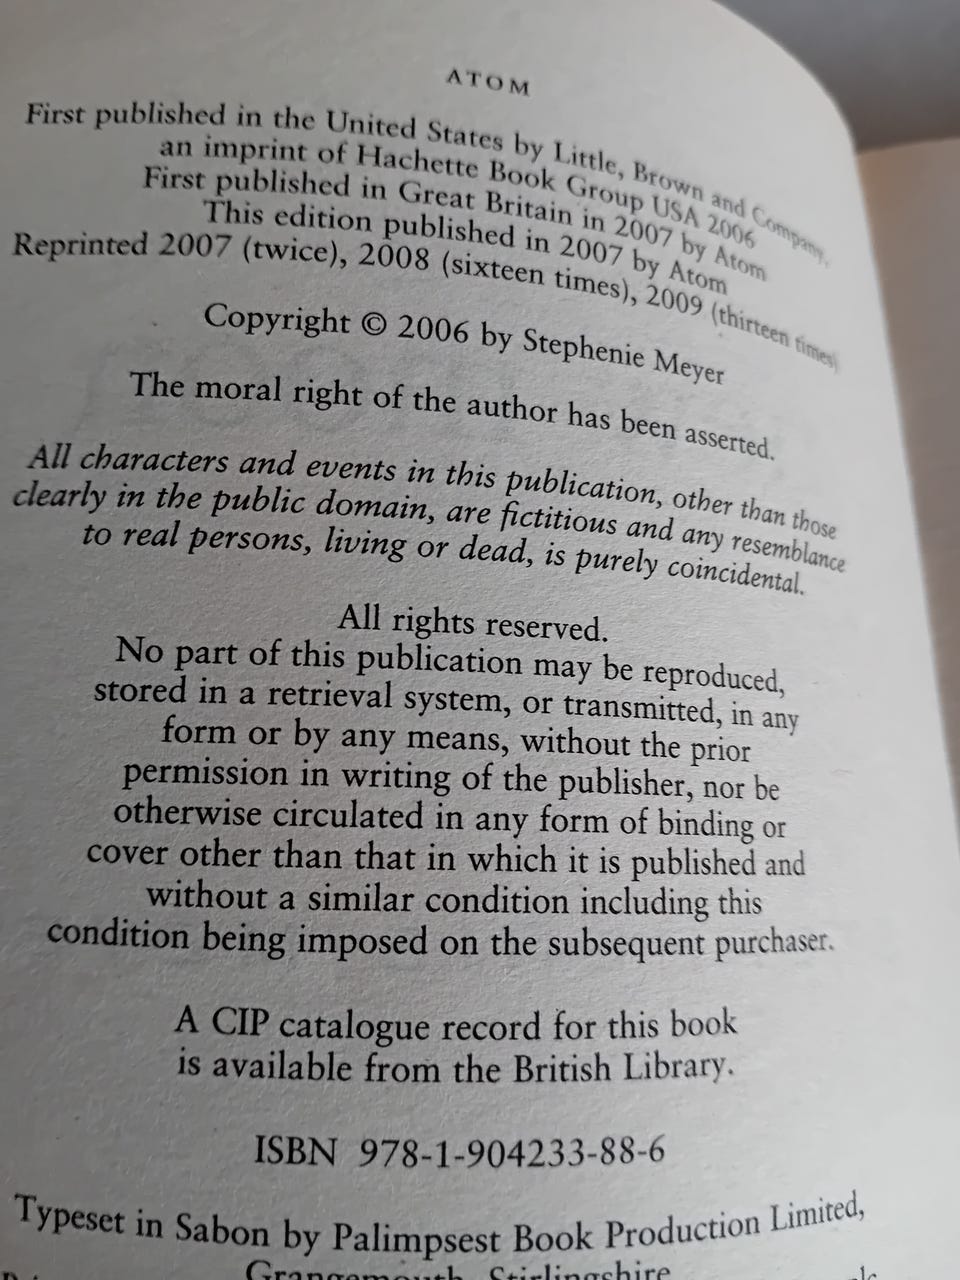 ATOM
First published in the United States by Little, Brown and Company,
an imprint of Hachette Book Group USA 2006
First published in Great Britain in 2007 by Atom
This edition published in 2007 by Atom
Reprinted 2007 (twice), 2008 (sixteen times), 2009 (thirteen times)
Copyright © 2006 by Stephenie Meyer
The moral right of the author has been asserted.
All characters and events in this publication, other than those
clearly in the public domain, are fictitious and any resemblance
to real persons, living or dead, is purely coincidental.
All rights reserved.
No part of this publication may be reproduced,
stored in a retrieval system, or transmitted, in any
form or by any means, without the prior
permission in writing of the publisher, nor be
otherwise circulated in any form of binding or
cover other than that in which it is published and
without a similar condition including this
condition being imposed on the subsequent purchaser.
A CIP catalogue record for this book
is available from the British Library.
ISBN 978-1-904233-88-6
Typeset in Sabon by Palimpsest Book Production Limited,
Grangemouth, Stirlingshire